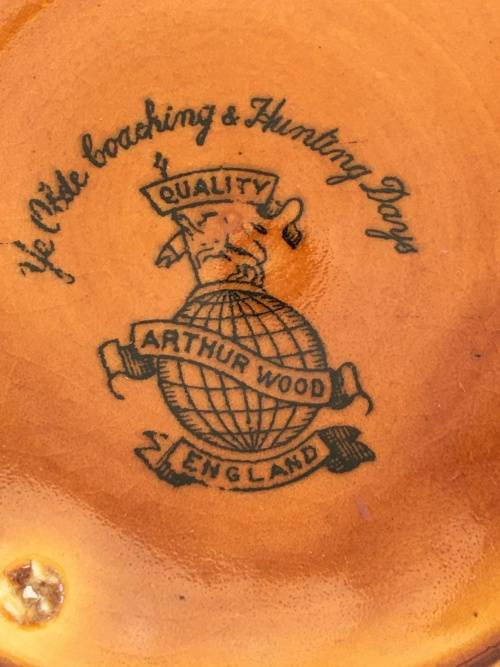 Ye Olde Coaching & Hunting Days
QUALITY
ARTHUR WOOD
ENGLAND